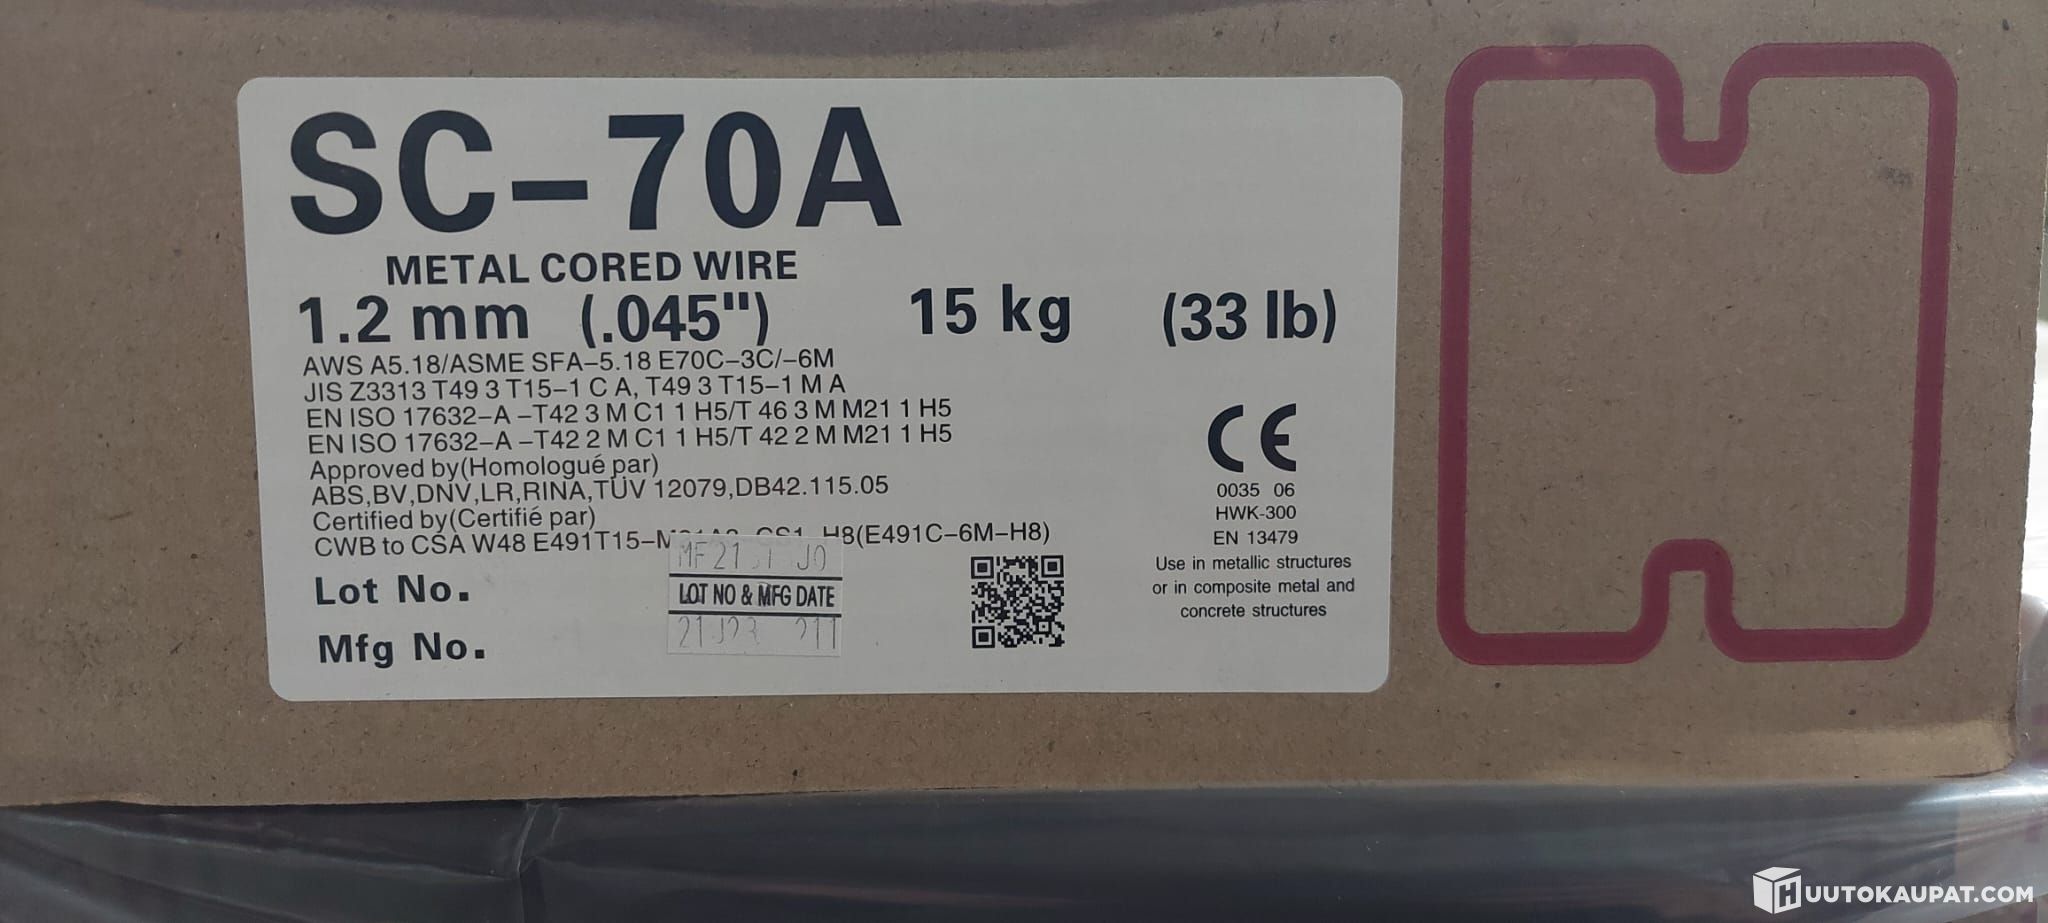 SC-70A
METAL CORED WIRE
1.2 mm (.045") 15 kg (33 lb)
AWS A5.18/ASME SFA-5.18 E70C-3C/-6M
JIS Z3313 T49 3 T15-1 C A, T49 3 T15-1 M A
EN ISO 17632-A -T42 3 M C1 1 H5/T 46 3 M M21 1 H5
EN ISO 17632-A -T42 2 M C1 1 H5/T 42 2 M M21 1 H5
Approved by(Homologué par)
ABS,BV,DNV,LR,RINA,TÜV 12079,DB42.115.05
Certified by(Certifié par)
CWB to CSA W48 E491T15- H8(E491C-6M-H8)
Lot No.
Mfg No.
LOT NO & MFG DATE
CE
0035 06
HWK-300
EN 13479
Use in metallic structures
or in composite metal and
concrete structures
HUUTOKAUPAT.COM